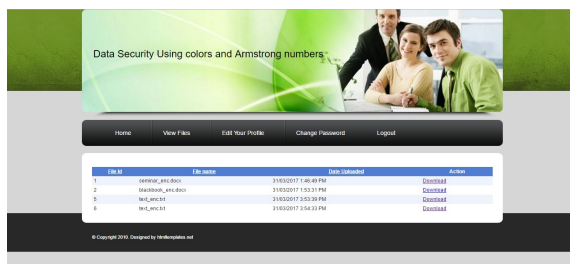 Data Security Using colors and Armstrong numbers
Home View Files Edit Your Profile Change Password Logout
File Id File name Date Uploaded Action
1 seminar_enc.docx 31/03/2017 1:46:49 PM Download
2 blackbook_enc.docx 31/03/2017 1:53:31 PM Download
5 text_enc.txt 31/03/2017 3:53:39 PM Download
6 text_enc.txt 31/03/2017 3:54:33 PM Download
© Copyright 2010. Designed by htmltemplates.net